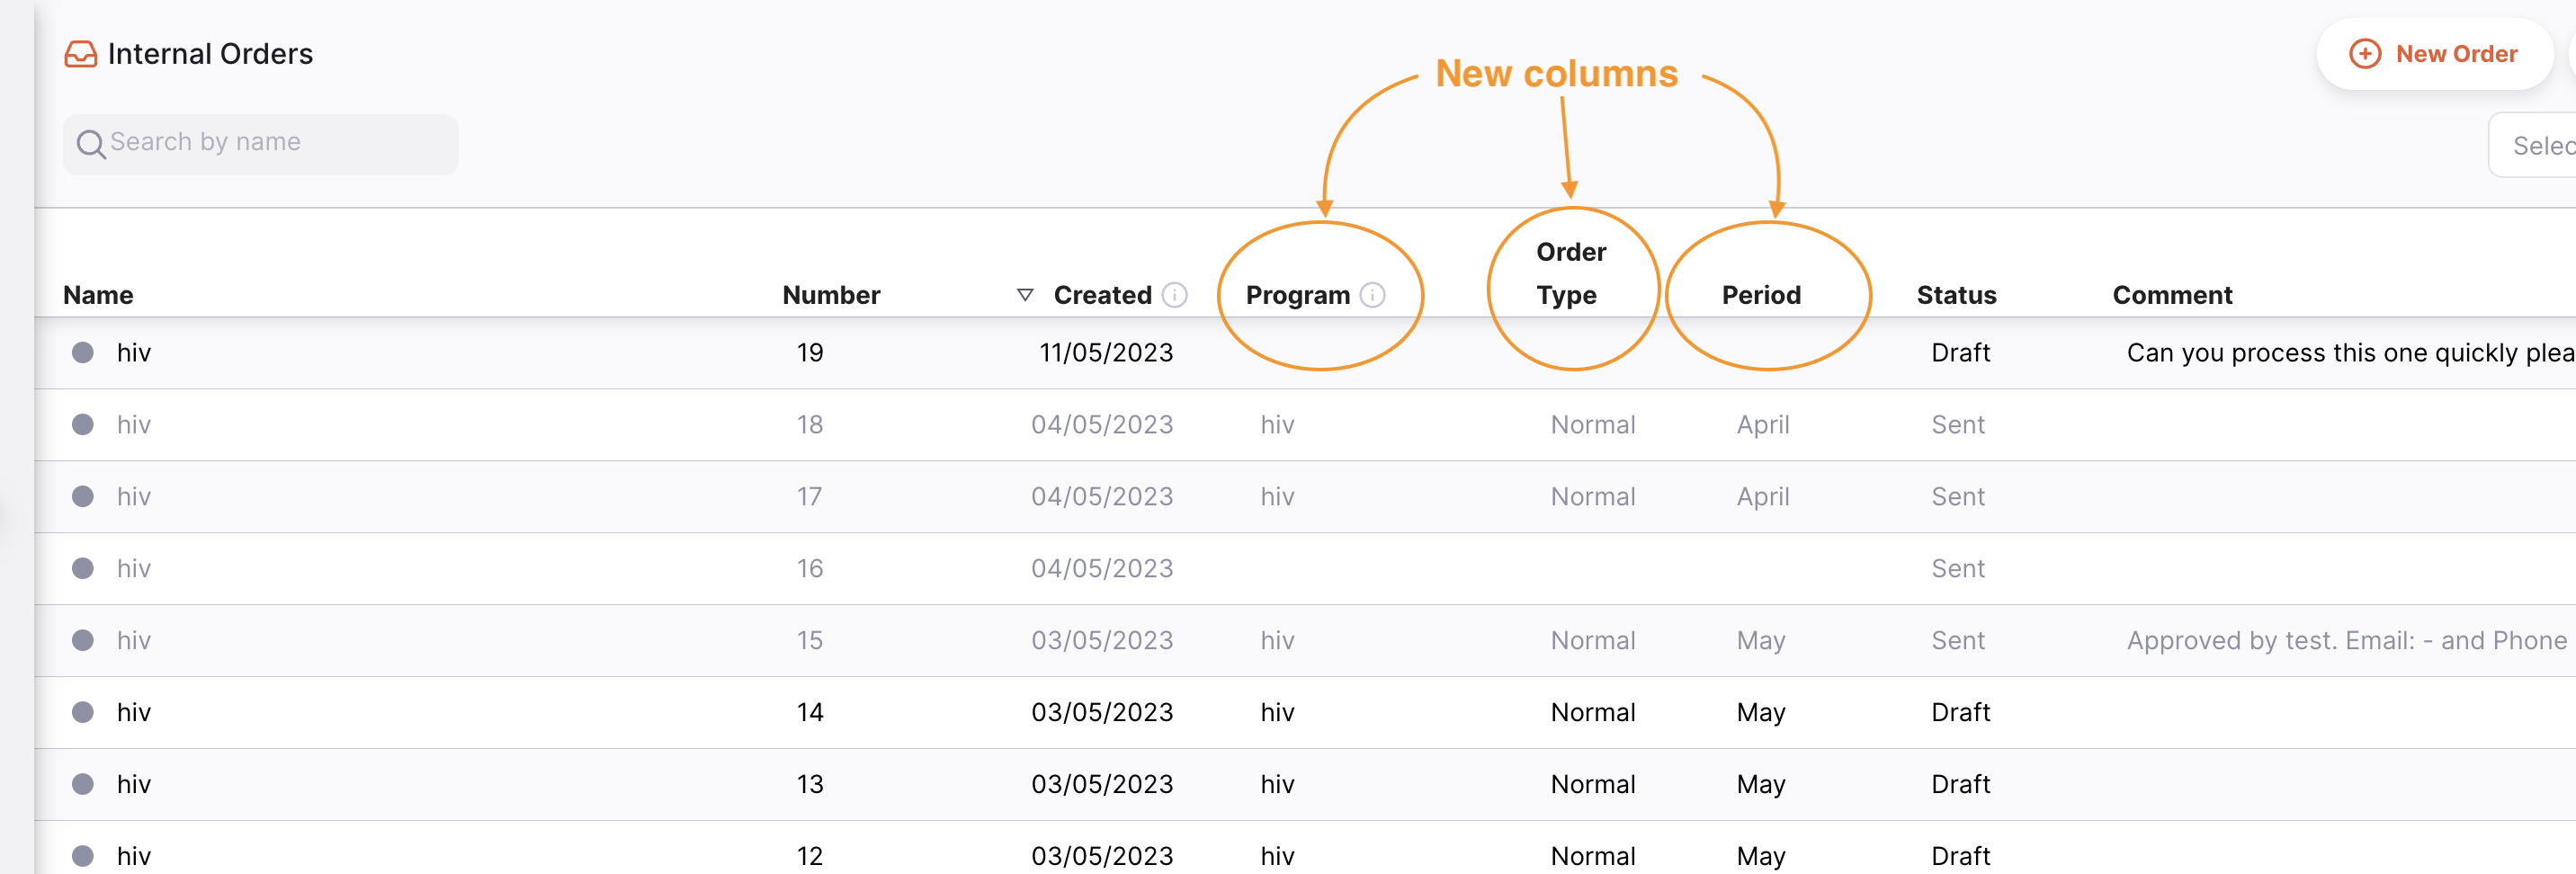 Internal Orders
New columns
New Order
Search by name
Selec
Name Number Created Program Order Type Period Status Comment
hiv 19 11/05/2023 Draft Can you process this one quickly plea
hiv 18 04/05/2023 hiv Normal April Sent
hiv 17 04/05/2023 hiv Normal April Sent
hiv 16 04/05/2023 Sent
hiv 15 03/05/2023 hiv Normal May Sent Approved by test. Email: - and Phone
hiv 14 03/05/2023 hiv Normal May Draft
hiv 13 03/05/2023 hiv Normal May Draft
hiv 12 03/05/2023 hiv Normal May Draft